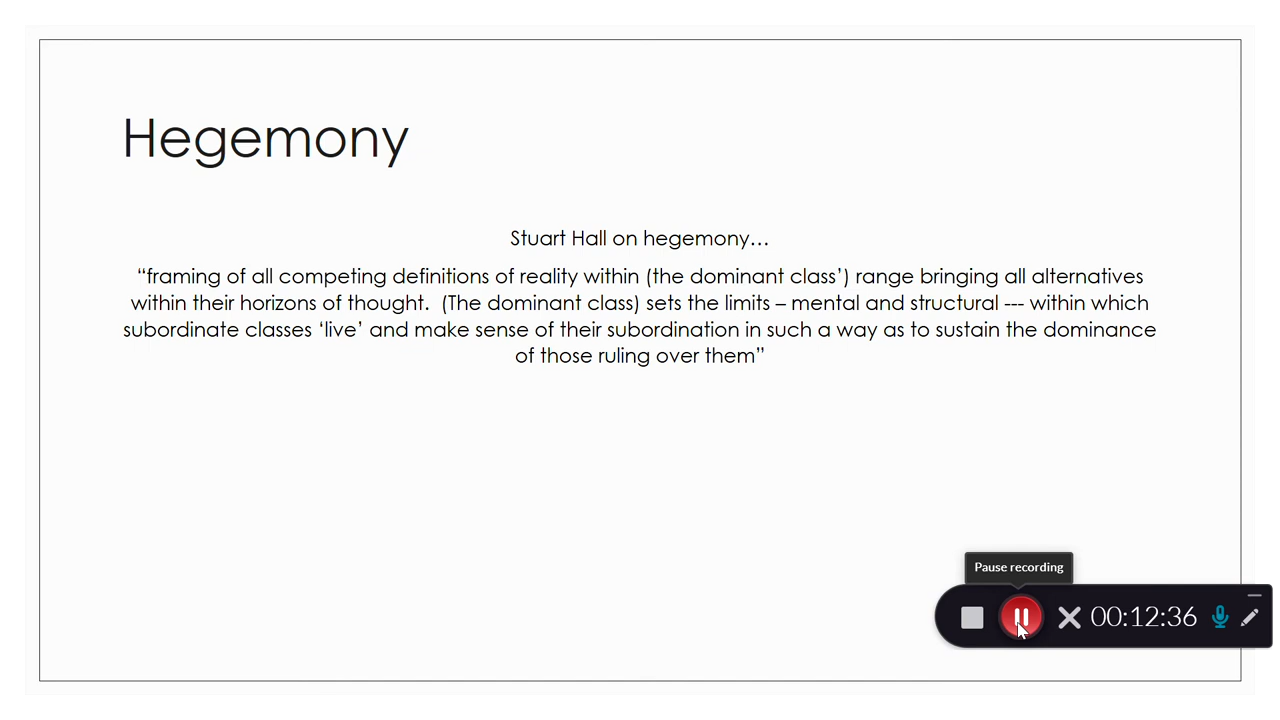 Hegemony
Stuart Hall on hegemony…
“framing of all competing definitions of reality within (the dominant class’) range bringing all alternatives
within their horizons of thought.  (The dominant class) sets the limits – mental and structural --- within which
subordinate classes ‘live’ and make sense of their subordination in such a way as to sustain the dominance
of those ruling over them”
Pause recording
00:12:36